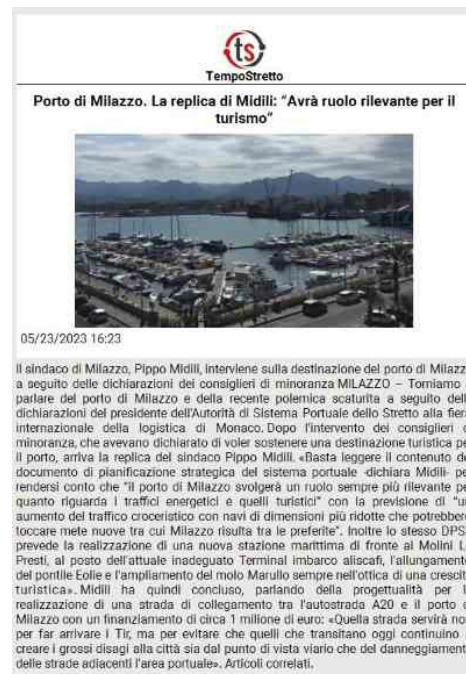 ts
TempoStretto
Porto di Milazzo. La replica di Midili: “Avrà ruolo rilevante per il
turismo”
05/23/2023 16:23
Il sindaco di Milazzo, Pippo Midili, interviene sulla destinazione del porto di Milazz
a seguito delle dichiarazioni dei consiglieri di minoranza MILAZZO – Torniamo
parlare del porto di Milazzo e della recente polemica scaturita a seguito dell
dichiarazioni del presidente dell'Autorità di Sistema Portuale dello Stretto alla fier
internazionale della logistica di Monaco. Dopo l'intervento dei consiglieri d
minoranza, che avevano dichiarato di voler sostenere una destinazione turistica pe
il porto, arriva la replica del sindaco Pippo Midili. «Basta leggere il contenuto de
documento di pianificazione strategica del sistema portuale -dichiara Midili- pe
rendersi conto che “il porto di Milazzo svolgerà un ruolo sempre più rilevante pe
quanto riguarda i traffici energetici e quelli turistici” con la previsione di “u
aumento del traffico croceristico con navi di dimensioni più ridotte che potrebber
toccare mete nuove tra cui Milazzo risulta tra le preferite”. Inoltre lo stesso DPS
prevede la realizzazione di una nuova stazione marittima di fronte al Molini L
Presti, al posto dell'attuale inadeguato Terminal imbarco aliscafi, l'allungament
del pontile Eolie e l'ampliamento del molo Marullo sempre nell'ottica di una crescit
turistica». Midili ha quindi concluso, parlando della progettualità per l
realizzazione di una strada di collegamento tra l'autostrada A20 e il porto d
Milazzo con un finanziamento di circa 1 milione di euro: «Quella strada servirà no
per far arrivare i Tir, ma per evitare che quelli che transitano oggi continuino
creare i grossi disagi alla città sia dal punto di vista viario che del danneggiament
delle strade adiacenti l'area portuale». Articoli correlati.